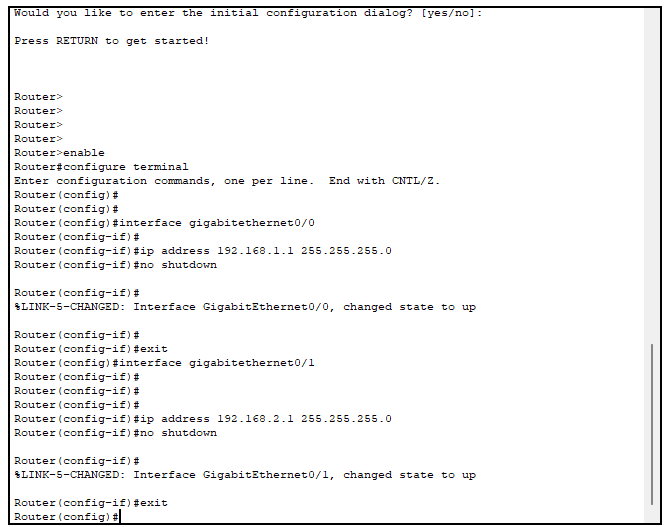 Would you like to enter the initial configuration dialog? [yes/no]:
Press RETURN to get started!
Router>
Router>
Router>
Router>
Router>enable
Router#configure terminal
Enter configuration commands, one per line.  End with CNTL/Z.
Router(config)#
Router(config)#
Router(config)#interface gigabitethernet0/0
Router(config-if)#
Router(config-if)#ip address 192.168.1.1 255.255.255.0
Router(config-if)#no shutdown
Router(config-if)#
%LINK-5-CHANGED: Interface GigabitEthernet0/0, changed state to up
Router(config-if)#
Router(config-if)#exit
Router(config)#interface gigabitethernet0/1
Router(config-if)#
Router(config-if)#
Router(config-if)#
Router(config-if)#ip address 192.168.2.1 255.255.255.0
Router(config-if)#no shutdown
Router(config-if)#
%LINK-5-CHANGED: Interface GigabitEthernet0/1, changed state to up
Router(config-if)#exit
Router(config)#